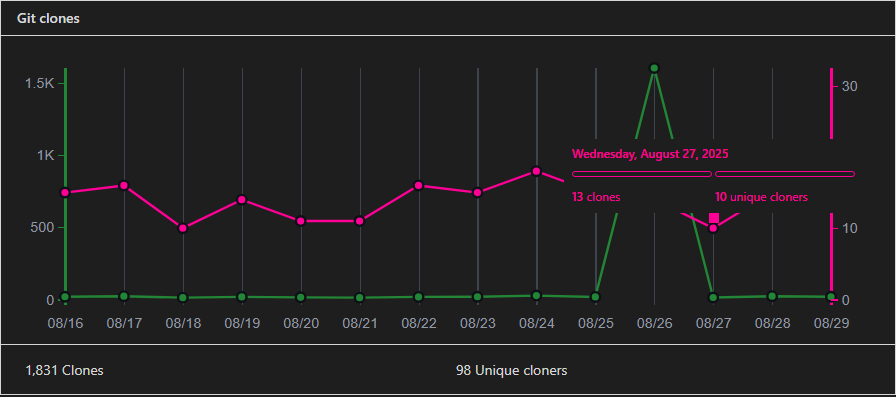 Git clones
1.5K
1K
500
0
30
10
0
Wednesday, August 27, 2025
13 clones 10 unique cloners
08/16 08/17 08/18 08/19 08/20 08/21 08/22 08/23 08/24 08/25 08/26 08/27 08/28 08/29
1,831 Clones 98 Unique cloners